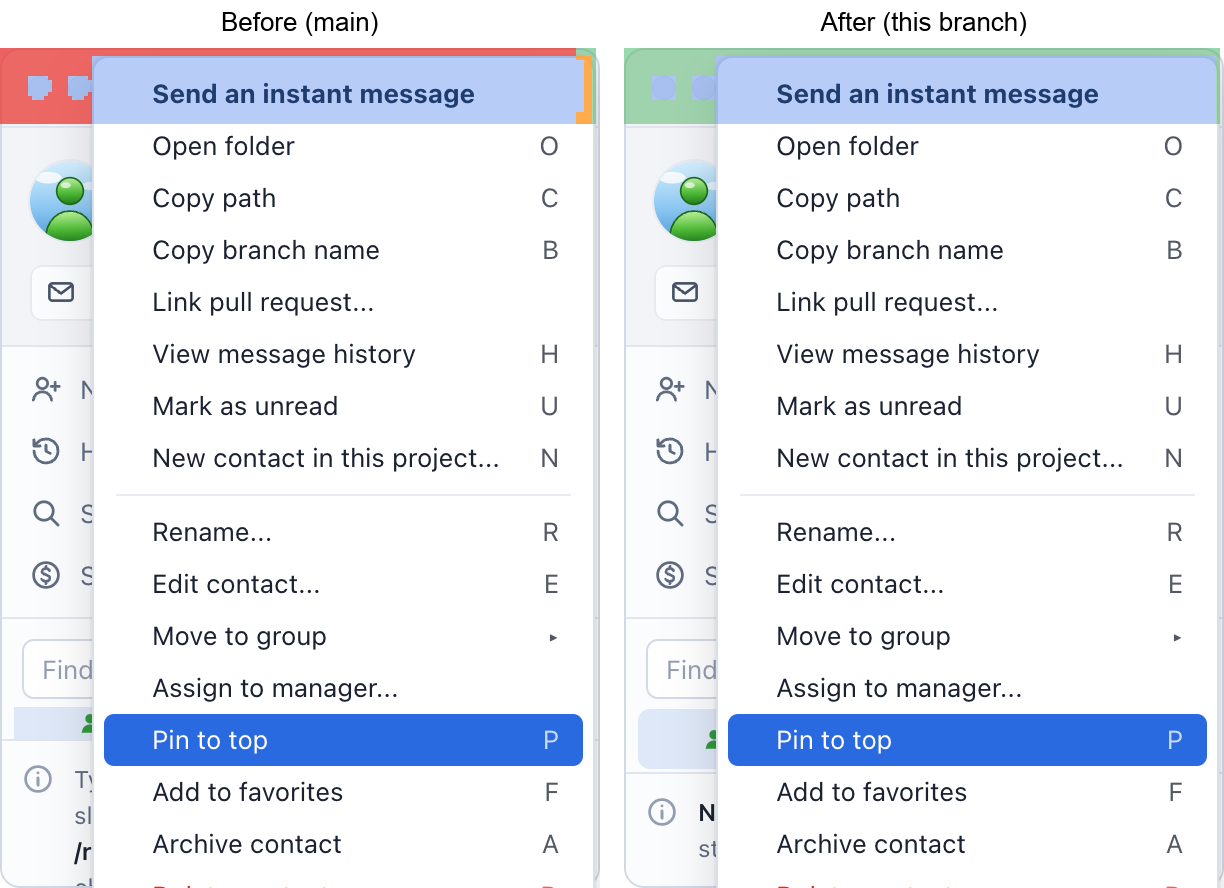 Before (main)
After (this branch)
Send an instant message
Open folder O
Copy path C
Copy branch name B
Link pull request...
View message history H
Mark as unread U
New contact in this project... N
Rename... R
Edit contact... E
Move to group ▸
Assign to manager...
Pin to top P
Add to favorites F
Archive contact A
N
H
S
S
Find
Ty
sl
/r
Send an instant message
Open folder O
Copy path C
Copy branch name B
Link pull request...
View message history H
Mark as unread U
New contact in this project... N
Rename... R
Edit contact... E
Move to group ▸
Assign to manager...
Pin to top P
Add to favorites F
Archive contact A
N
H
S
S
Find
N
st